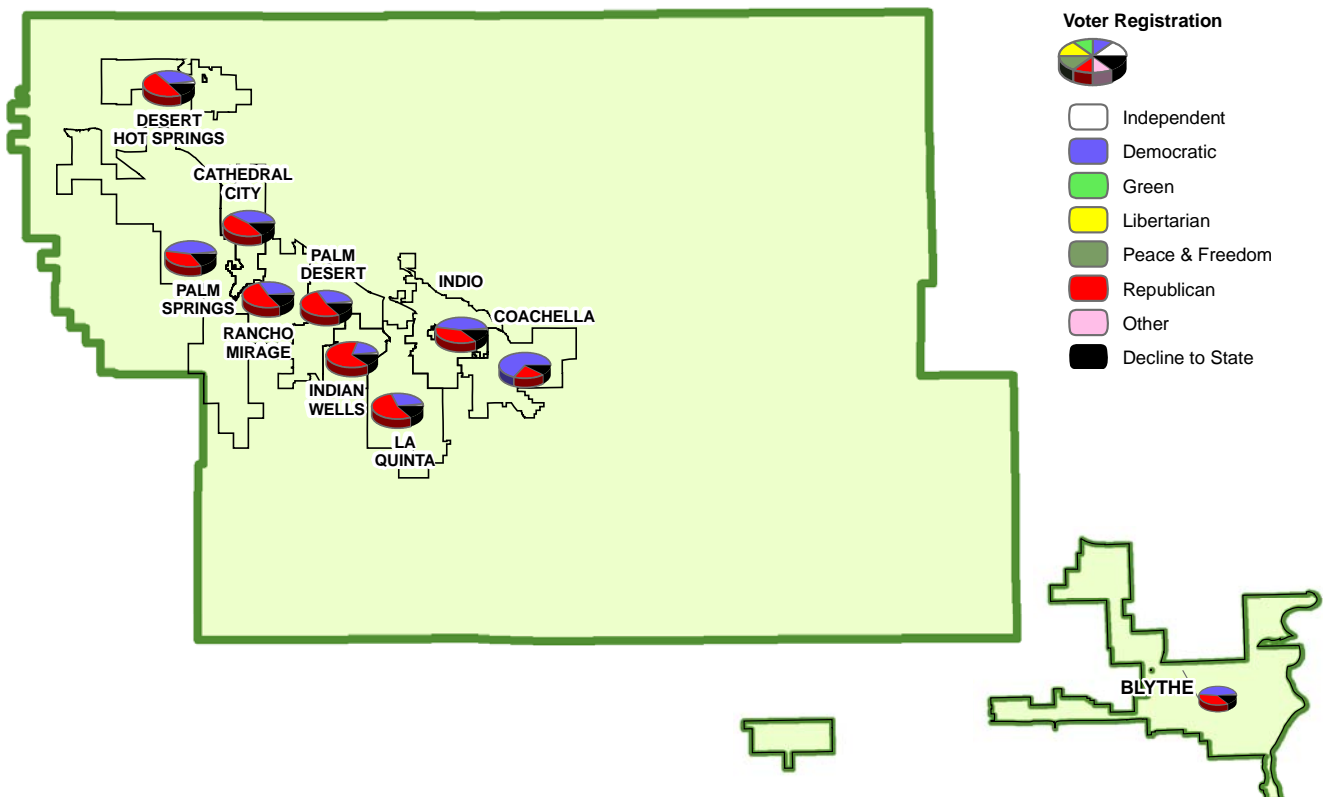 Voter Registration
Independent
Democratic
Green
Libertarian
Peace & Freedom
Republican
Other
Decline to State
DESERT
HOT SPRINGS
CATHEDRAL
CITY
PALM
SPRINGS
PALM
DESERT
RANCHO
MIRAGE
INDIO
COACHELLA
INDIAN
WELLS
LA
QUINTA
BLYTHE